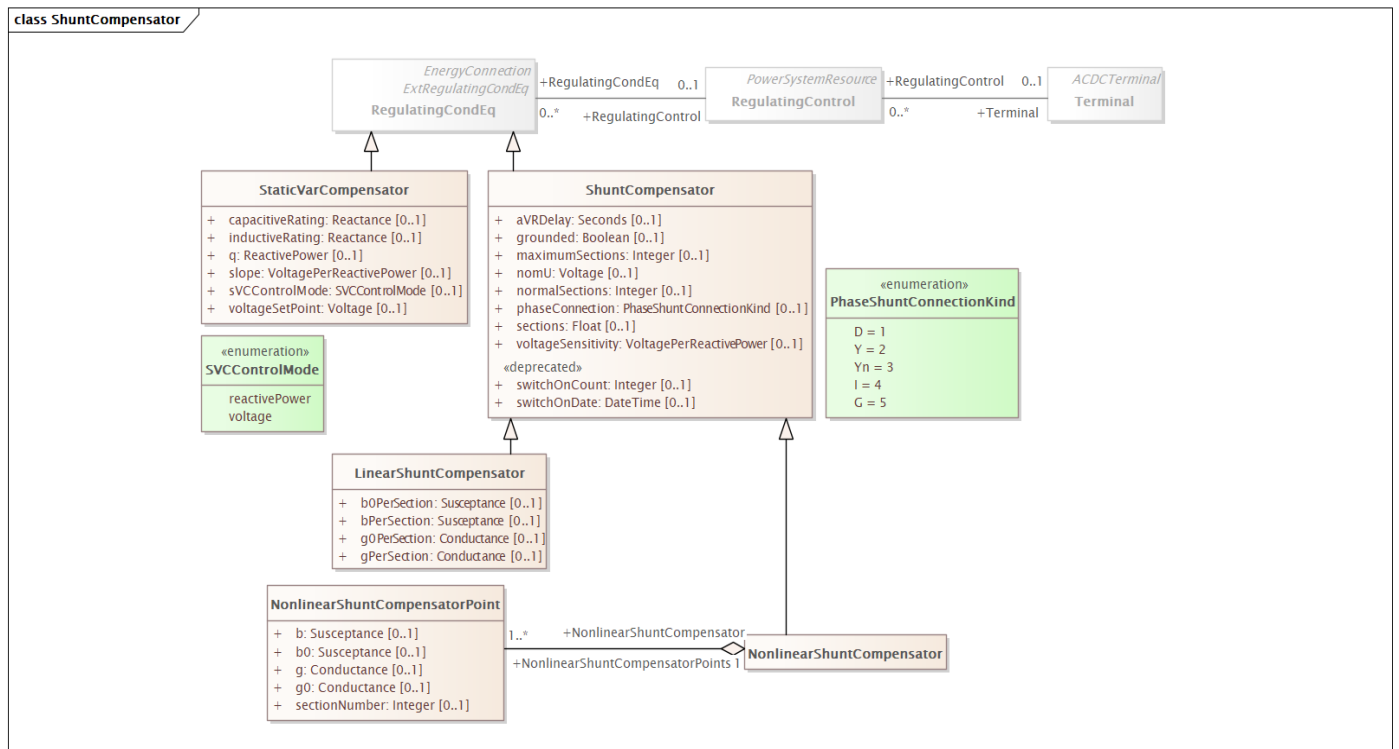 class ShuntCompensator
EnergyConnection
ExtRegulatingCondEq
RegulatingCondEq
+RegulatingCondEq 0..1
0..* +RegulatingControl
PowerSystemResource
RegulatingControl
+RegulatingControl 0..1
0..* +Terminal
ACDCTerminal
Terminal
StaticVarCompensator
+ capacitiveRating: Reactance [0..1]
+ inductiveRating: Reactance [0..1]
+ q: ReactivePower [0..1]
+ slope: VoltagePerReactivePower [0..1]
+ sVCControlMode: SVCControlMode [0..1]
+ voltageSetPoint: Voltage [0..1]
ShuntCompensator
+ aVRDelay: Seconds [0..1]
+ grounded: Boolean [0..1]
+ maximumSections: Integer [0..1]
+ nomU: Voltage [0..1]
+ normalSections: Integer [0..1]
+ phaseConnection: PhaseShuntConnectionKind [0..1]
+ sections: Float [0..1]
+ voltageSensitivity: VoltagePerReactivePower [0..1]
«deprecated»
+ switchOnCount: Integer [0..1]
+ switchOnDate: DateTime [0..1]
«enumeration»
PhaseShuntConnectionKind
D = 1
Y = 2
Yn = 3
I = 4
G = 5
«enumeration»
SVCControlMode
reactivePower
voltage
LinearShuntCompensator
+ b0PerSection: Susceptance [0..1]
+ bPerSection: Susceptance [0..1]
+ g0PerSection: Conductance [0..1]
+ gPerSection: Conductance [0..1]
NonlinearShuntCompensatorPoint
+ b: Susceptance [0..1]
+ b0: Susceptance [0..1]
+ g: Conductance [0..1]
+ g0: Conductance [0..1]
+ sectionNumber: Integer [0..1]
1..* +NonlinearShuntCompensator
+NonlinearShuntCompensatorPoints 1
NonlinearShuntCompensator